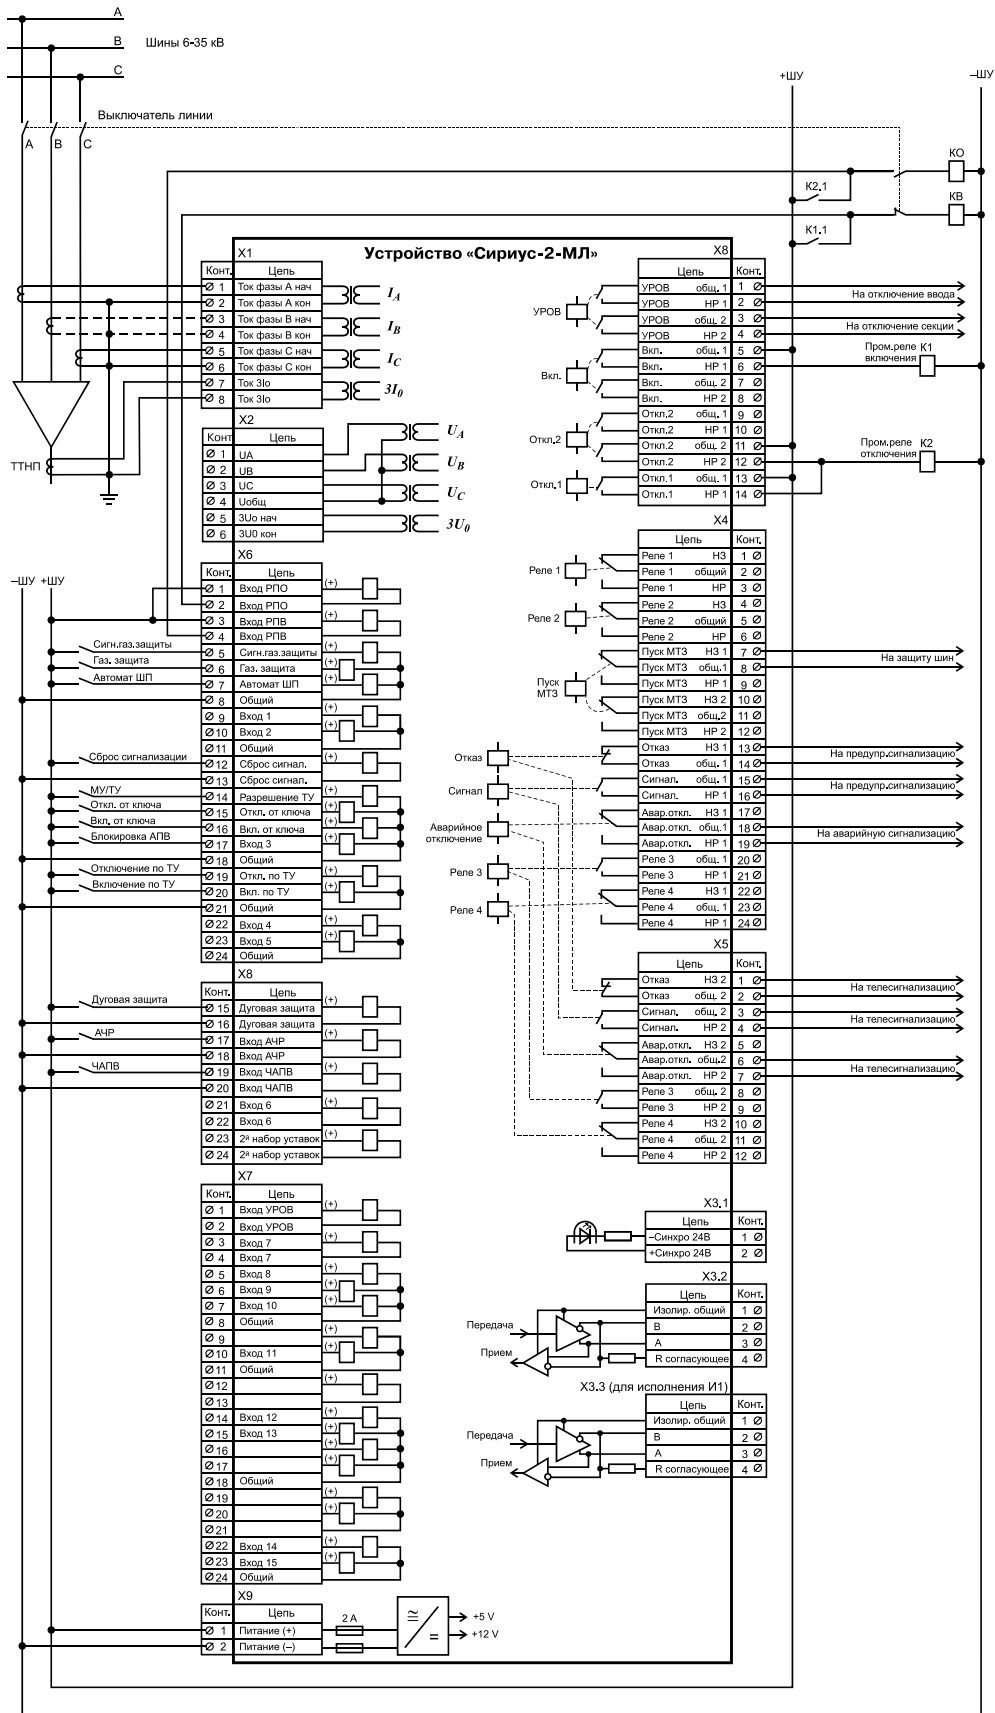 A
B
Шины 6-35 кВ
C
+ШУ
–ШУ
Выключатель линии
A B C
КО
К2.1
КВ
К1.1
Устройство «Сириус-2-МЛ»
X1
Конт. Цепь
1 Ток фазы А нач
2 Ток фазы А кон
3 Ток фазы В нач
4 Ток фазы В кон
5 Ток фазы С нач
6 Ток фазы С кон
7 Ток 3Io
8 Ток 3Io
I_A
I_B
I_C
3I_0
ТТНП
X2
Конт Цепь
1 UA
2 UB
3 UC
4 Uобщ
5 3Uo нач
6 3U0 кон
U_A
U_B
U_C
3U_0
–ШУ +ШУ
X6
Конт. Цепь
1 Вход РПО (+)
2 Вход РПО
3 Вход РПВ (+)
4 Вход РПВ
Сигн.газ.защиты 5 Сигн.газ.защиты (+)
Газ. защита 6 Газ. защита (+)
Автомат ШП 7 Автомат ШП (+)
8 Общий
9 Вход 1 (+)
10 Вход 2 (+)
11 Общий
Сброс сигнализации 12 Сброс сигнал. (+)
13 Сброс сигнал.
МУ/ТУ 14 Разрешение ТУ (+)
Откл. от ключа 15 Откл. от ключа (+)
Вкл. от ключа 16 Вкл. от ключа (+)
Блокировка АПВ 17 Вход 3 (+)
18 Общий
Отключение по ТУ 19 Откл. по ТУ (+)
Включение по ТУ 20 Вкл. по ТУ (+)
21 Общий
22 Вход 4 (+)
23 Вход 5 (+)
24 Общий
X8
Конт. Цепь
Дуговая защита 15 Дуговая защита (+)
16 Дуговая защита
АЧР 17 Вход АЧР (+)
18 Вход АЧР
ЧАПВ 19 Вход ЧАПВ (+)
20 Вход ЧАПВ
21 Вход 6 (+)
22 Вход 6
23 2й набор уставок (+)
24 2й набор уставок
X7
Конт. Цепь
1 Вход УРОВ (+)
2 Вход УРОВ
3 Вход 7 (+)
4 Вход 7
5 Вход 8 (+)
6 Вход 9 (+)
7 Вход 10 (+)
8 Общий
9 (+)
10 Вход 11 (+)
11 Общий
12 (+)
13
14 Вход 12 (+)
15 Вход 13 (+)
16 (+)
17 (+)
18 Общий
19 (+)
20 (+)
21
22 Вход 14 (+)
23 Вход 15 (+)
24 Общий
X9
Конт. Цепь
1 Питание (+)
2 Питание (–)
2 А
≅
=
+5 V
+12 V
X8
Цепь Конт.
УРОВ общ. 1 1
УРОВ НР 1 2
УРОВ общ. 2 3
УРОВ НР 2 4
Вкл. общ. 1 5
Вкл. НР 1 6
Вкл. общ. 2 7
Вкл. НР 2 8
Откл.2 общ. 1 9
Откл.2 НР 1 10
Откл.2 общ. 2 11
Откл.2 НР 2 12
Откл.1 общ. 1 13
Откл.1 НР 1 14
УРОВ
Вкл.
Откл.2
Откл.1
На отключение ввода
На отключение секции
Пром.реле К1
включения
Пром.реле К2
отключения
X4
Цепь Конт.
Реле 1 НЗ 1
Реле 1 общий 2
Реле 1 НР 3
Реле 2 НЗ 4
Реле 2 общий 5
Реле 2 НР 6
Пуск МТЗ НЗ 1 7
Пуск МТЗ общ.1 8
Пуск МТЗ НР 1 9
Пуск МТЗ НЗ 2 10
Пуск МТЗ общ.2 11
Пуск МТЗ НР 2 12
Отказ НЗ 1 13
Отказ общ. 1 14
Сигнал. общ. 1 15
Сигнал. НР 1 16
Авар.откл. НЗ 1 17
Авар.откл. общ.1 18
Авар.откл. НР 1 19
Реле 3 общ. 1 20
Реле 3 НР 1 21
Реле 4 НЗ 1 22
Реле 4 общ. 1 23
Реле 4 НР 1 24
Реле 1
Реле 2
Пуск
МТЗ
Отказ
Сигнал
Аварийное
отключение
Реле 3
Реле 4
На защиту шин
На предупр.сигнализацию
На предупр.сигнализацию
На аварийную сигнализацию
X5
Цепь Конт.
Отказ НЗ 2 1
Отказ общ. 2 2
Сигнал. общ. 2 3
Сигнал. НР 2 4
Авар.откл. НЗ 2 5
Авар.откл. общ.2 6
Авар.откл. НР 2 7
Реле 3 общ. 2 8
Реле 3 НР 2 9
Реле 4 НЗ 2 10
Реле 4 общ. 2 11
Реле 4 НР 2 12
На телесигнализацию
На телесигнализацию
На телесигнализацию
X3.1
Цепь Конт.
–Синхро 24В 1
+Синхро 24В 2
X3.2
Цепь Конт.
Изолир. общий 1
В 2
А 3
R согласующее 4
Передача
Прием
X3.3 (для исполнения И1)
Цепь Конт.
Изолир. общий 1
В 2
А 3
R согласующее 4
Передача
Прием